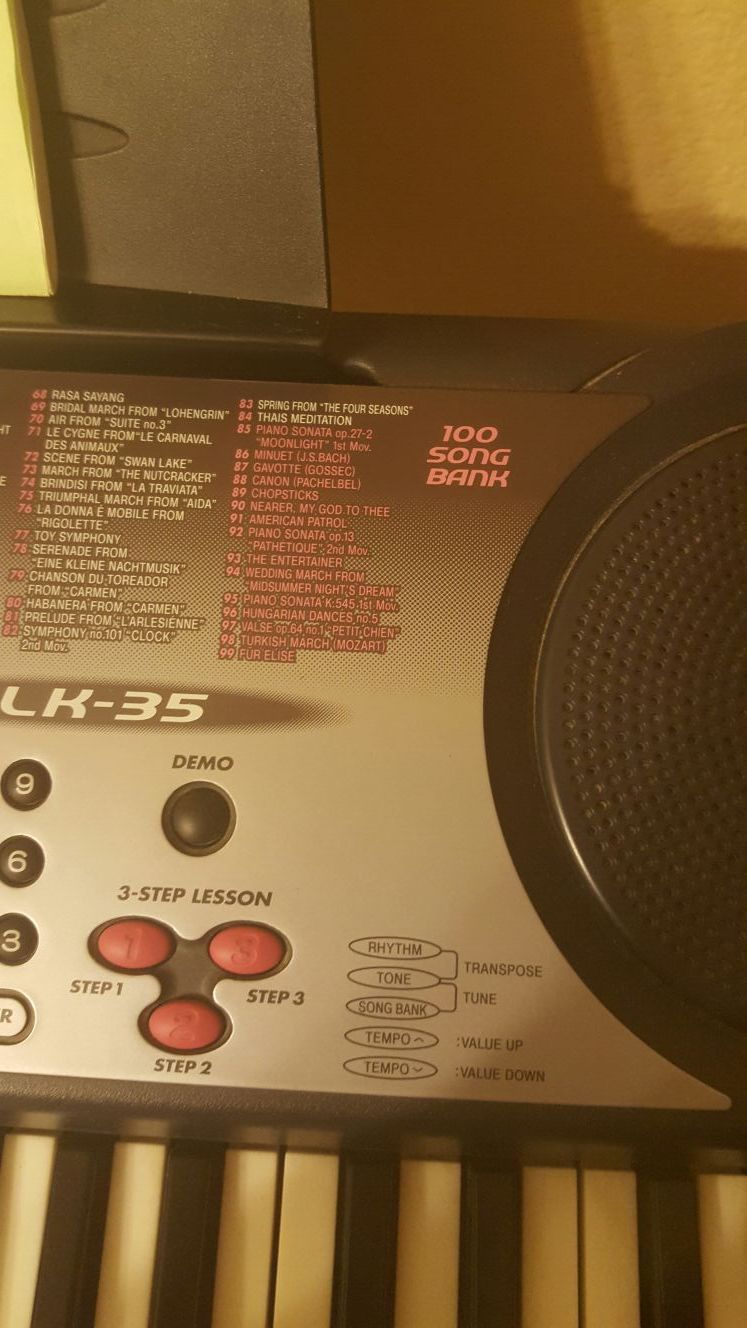 HT
E
68 RASA SAYANG
69 BRIDAL MARCH FROM "LOHENGRIN"
70 AIR FROM "SUITE no.3"
71 LE CYGNE FROM"LE CARNAVAL
DES ANIMAUX"
72 SCENE FROM "SWAN LAKE"
73 MARCH FROM "THE NUTCRACKER"
74 BRINDISI FROM "LA TRAVIATA"
75 TRIUMPHAL MARCH FROM "AIDA"
76 LA DONNA È MOBILE FROM
"RIGOLETTE"
77 TOY SYMPHONY
78 SERENADE FROM
"EINE KLEINE NACHTMUSIK"
79 CHANSON DU TOREADOR
FROM "CARMEN"
80 HABANERA FROM "CARMEN"
81 PRELUDE FROM "L'ARLESIENNE"
82 SYMPHONY no.101 "CLOCK"
2nd Mov.
83 SPRING FROM "THE FOUR SEASONS"
84 THAIS MEDITATION
85 PIANO SONATA op.27-2
"MOONLIGHT" 1st Mov.
86 MINUET (J.S.BACH)
87 GAVOTTE (GOSSEC)
88 CANON (PACHELBEL)
89 CHOPSTICKS
90 NEARER, MY GOD TO THEE
91 AMERICAN PATROL
92 PIANO SONATA op.13
"PATHETIQUE" 2nd Mov.
93 THE ENTERTAINER
94 WEDDING MARCH FROM
"MIDSUMMER NIGHT'S DREAM"
95 PIANO SONATA K.545 1st Mov.
96 HUNGARIAN DANCES no.5
97 VALSE op.64 no.1 "PETIT CHIEN"
98 TURKISH MARCH (MOZART)
99 FÜR ELISE
100
SONG
BANK
LK-35
DEMO
9
6
3
R
3-STEP LESSON
1
3
2
STEP 1
STEP 3
STEP 2
RHYTHM
TONE
TRANSPOSE
SONG BANK
TUNE
TEMPO ︿ :VALUE UP
TEMPO ﹀ :VALUE DOWN